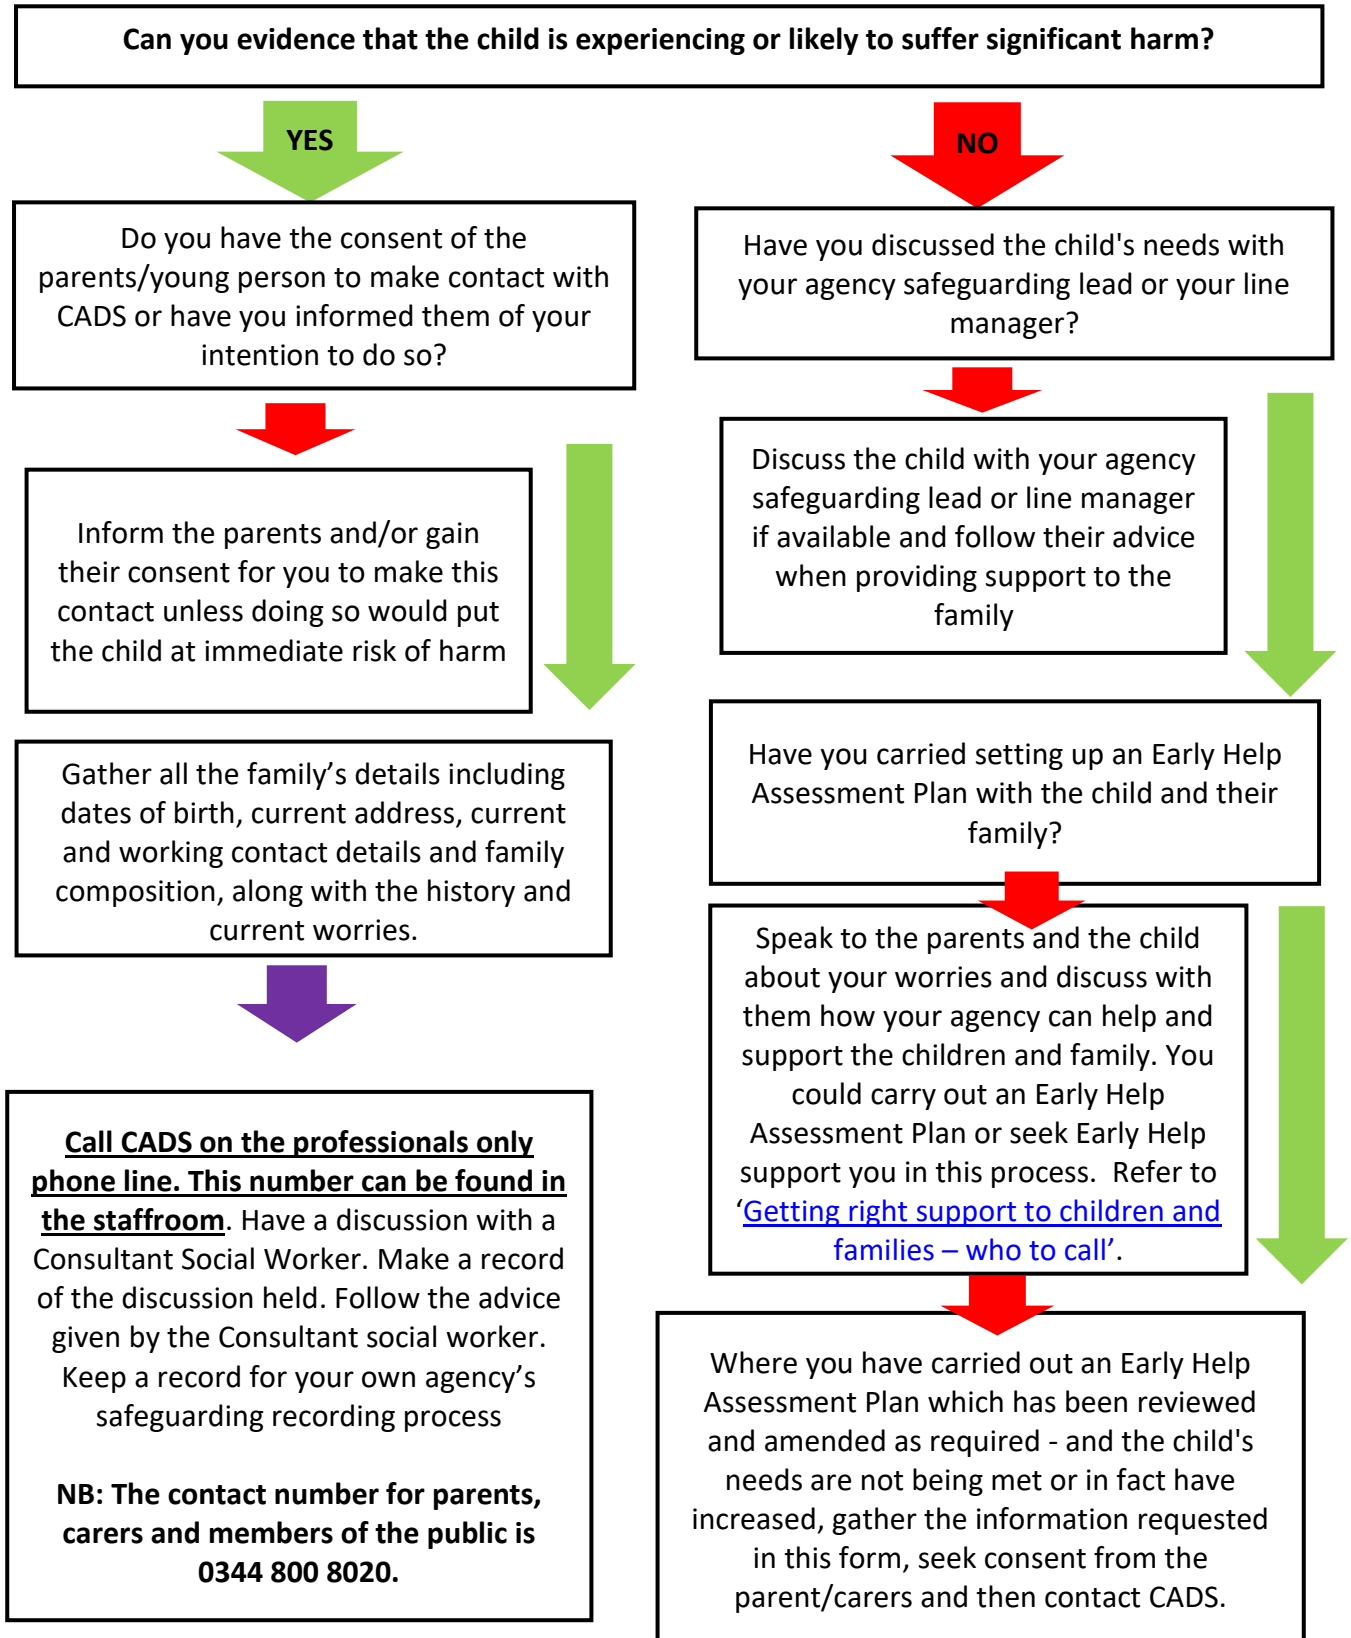 Can you evidence that the child is experiencing or likely to suffer significant harm?
YES
NO
Do you have the consent of the
parents/young person to make contact with
CADS or have you informed them of your
intention to do so?
Have you discussed the child's needs with
your agency safeguarding lead or your line
manager?
Inform the parents and/or gain
their consent for you to make this
contact unless doing so would put
the child at immediate risk of harm
Discuss the child with your agency
safeguarding lead or line manager
if available and follow their advice
when providing support to the
family
Gather all the family’s details including
dates of birth, current address, current
and working contact details and family
composition, along with the history and
current worries.
Have you carried setting up an Early Help
Assessment Plan with the child and their
family?
Speak to the parents and the child
about your worries and discuss with
them how your agency can help and
support the children and family. You
could carry out an Early Help
Assessment Plan or seek Early Help
support you in this process.  Refer to
‘Getting right support to children and
families – who to call’.
Call CADS on the professionals only
phone line. This number can be found in
the staffroom. Have a discussion with a
Consultant Social Worker. Make a record
of the discussion held. Follow the advice
given by the Consultant social worker.
Keep a record for your own agency’s
safeguarding recording process
NB: The contact number for parents,
carers and members of the public is
0344 800 8020.
Where you have carried out an Early Help
Assessment Plan which has been reviewed
and amended as required - and the child's
needs are not being met or in fact have
increased, gather the information requested
in this form, seek consent from the
parent/carers and then contact CADS.